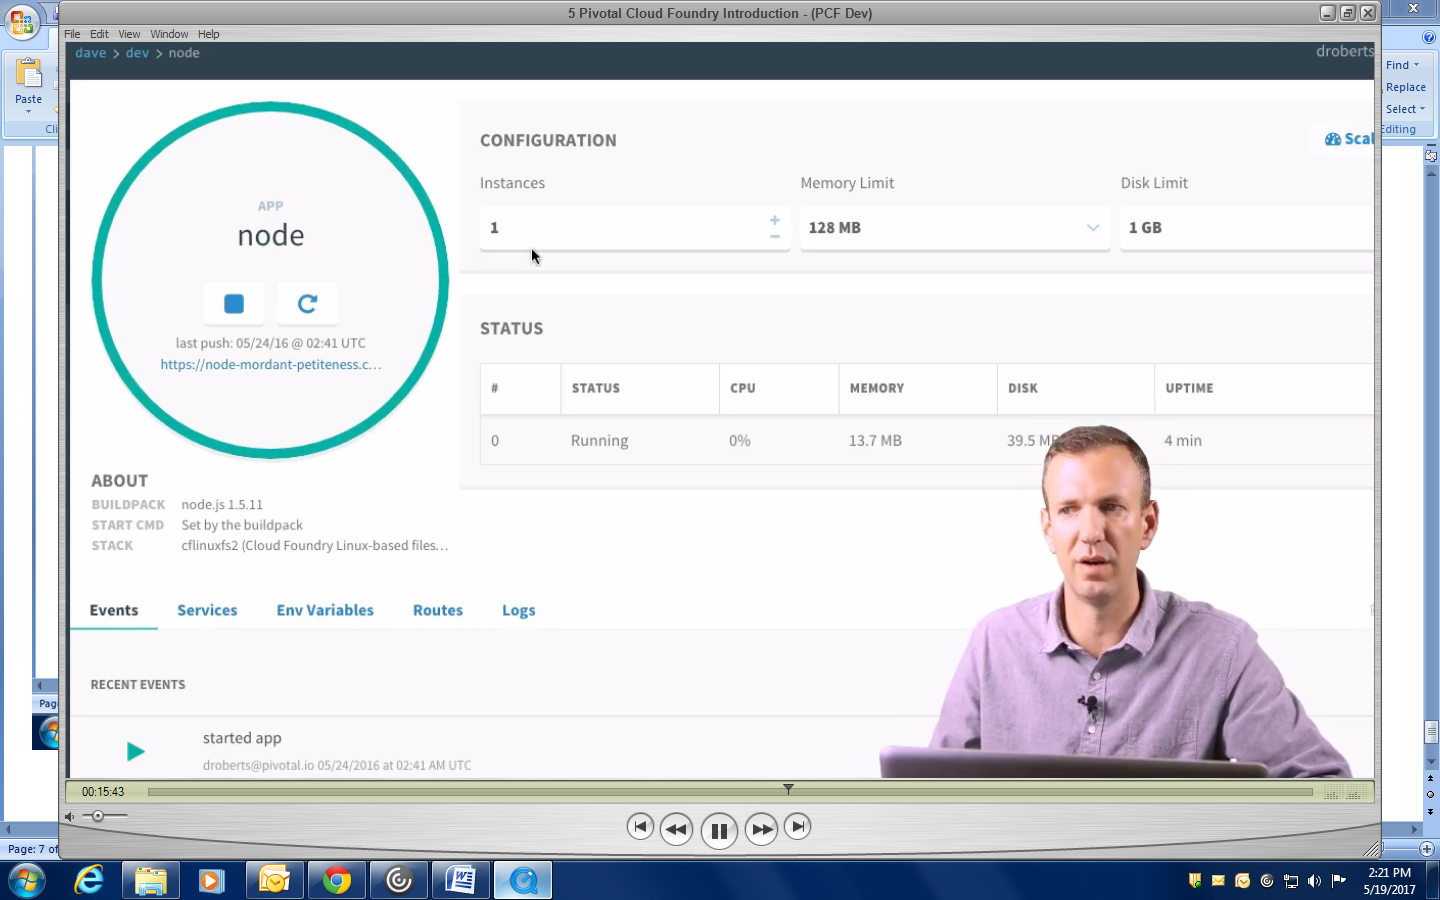 5 Pivotal Cloud Foundry Introduction - (PCF Dev)
File Edit View Window Help
dave > dev > node
droberts
Paste
Find
Replace
Select
Editing
APP
node
last push: 05/24/16 @ 02:41 UTC
https://node-mordant-petiteness.c...
CONFIGURATION
Scal
Instances Memory Limit Disk Limit
1 128 MB 1 GB
STATUS
# STATUS CPU MEMORY DISK UPTIME
0 Running 0% 13.7 MB 39.5 MB 4 min
ABOUT
BUILDPACK node.js 1.5.11
START CMD Set by the buildpack
STACK cflinuxfs2 (Cloud Foundry Linux-based files...
Events Services Env Variables Routes Logs
RECENT EVENTS
started app
droberts@pivotal.io 05/24/2016 at 02:41 AM UTC
00:15:43
Page: 7 of
2:21 PM
5/19/2017